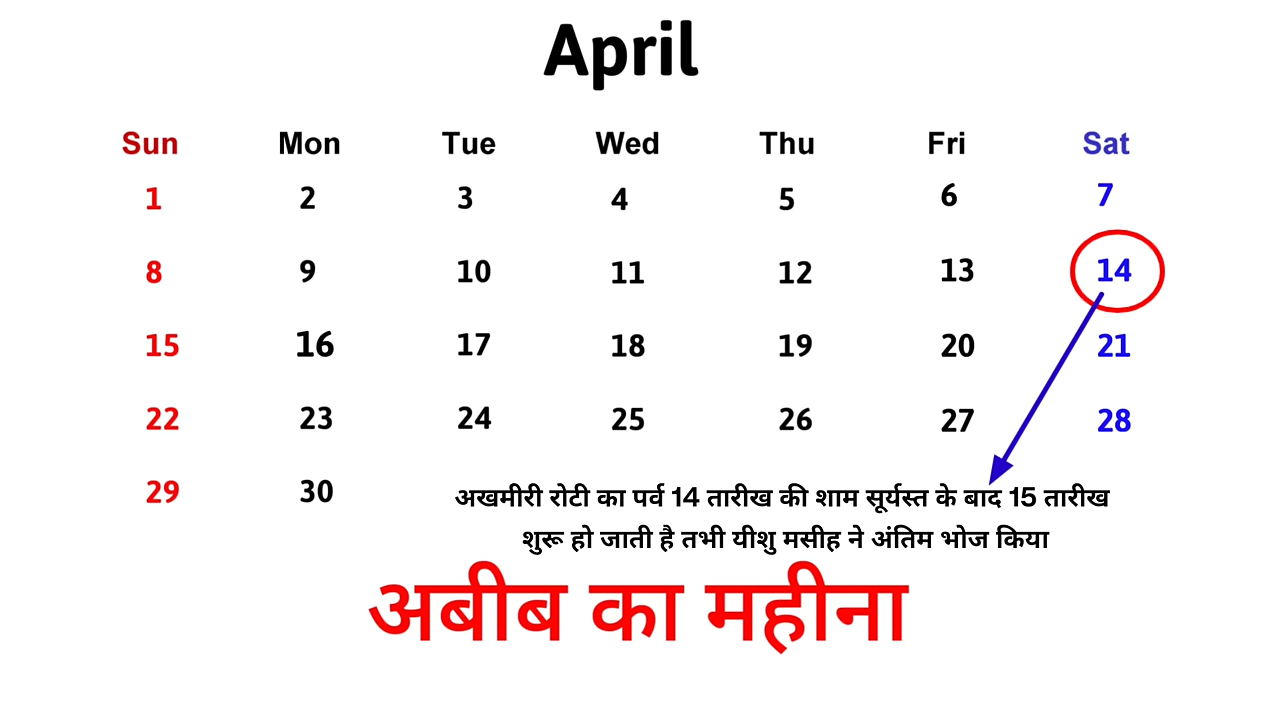 April
Sun Mon Tue Wed Thu Fri Sat
1 2 3 4 5 6 7
8 9 10 11 12 13 14
15 16 17 18 19 20 21
22 23 24 25 26 27 28
29 30
अखमीरी रोटी का पर्व 14 तारीख की शाम सूर्यस्त के बाद 15 तारीख
शुरू हो जाती है तभी यीशु मसीह ने अंतिम भोज किया
अबीब का महीना